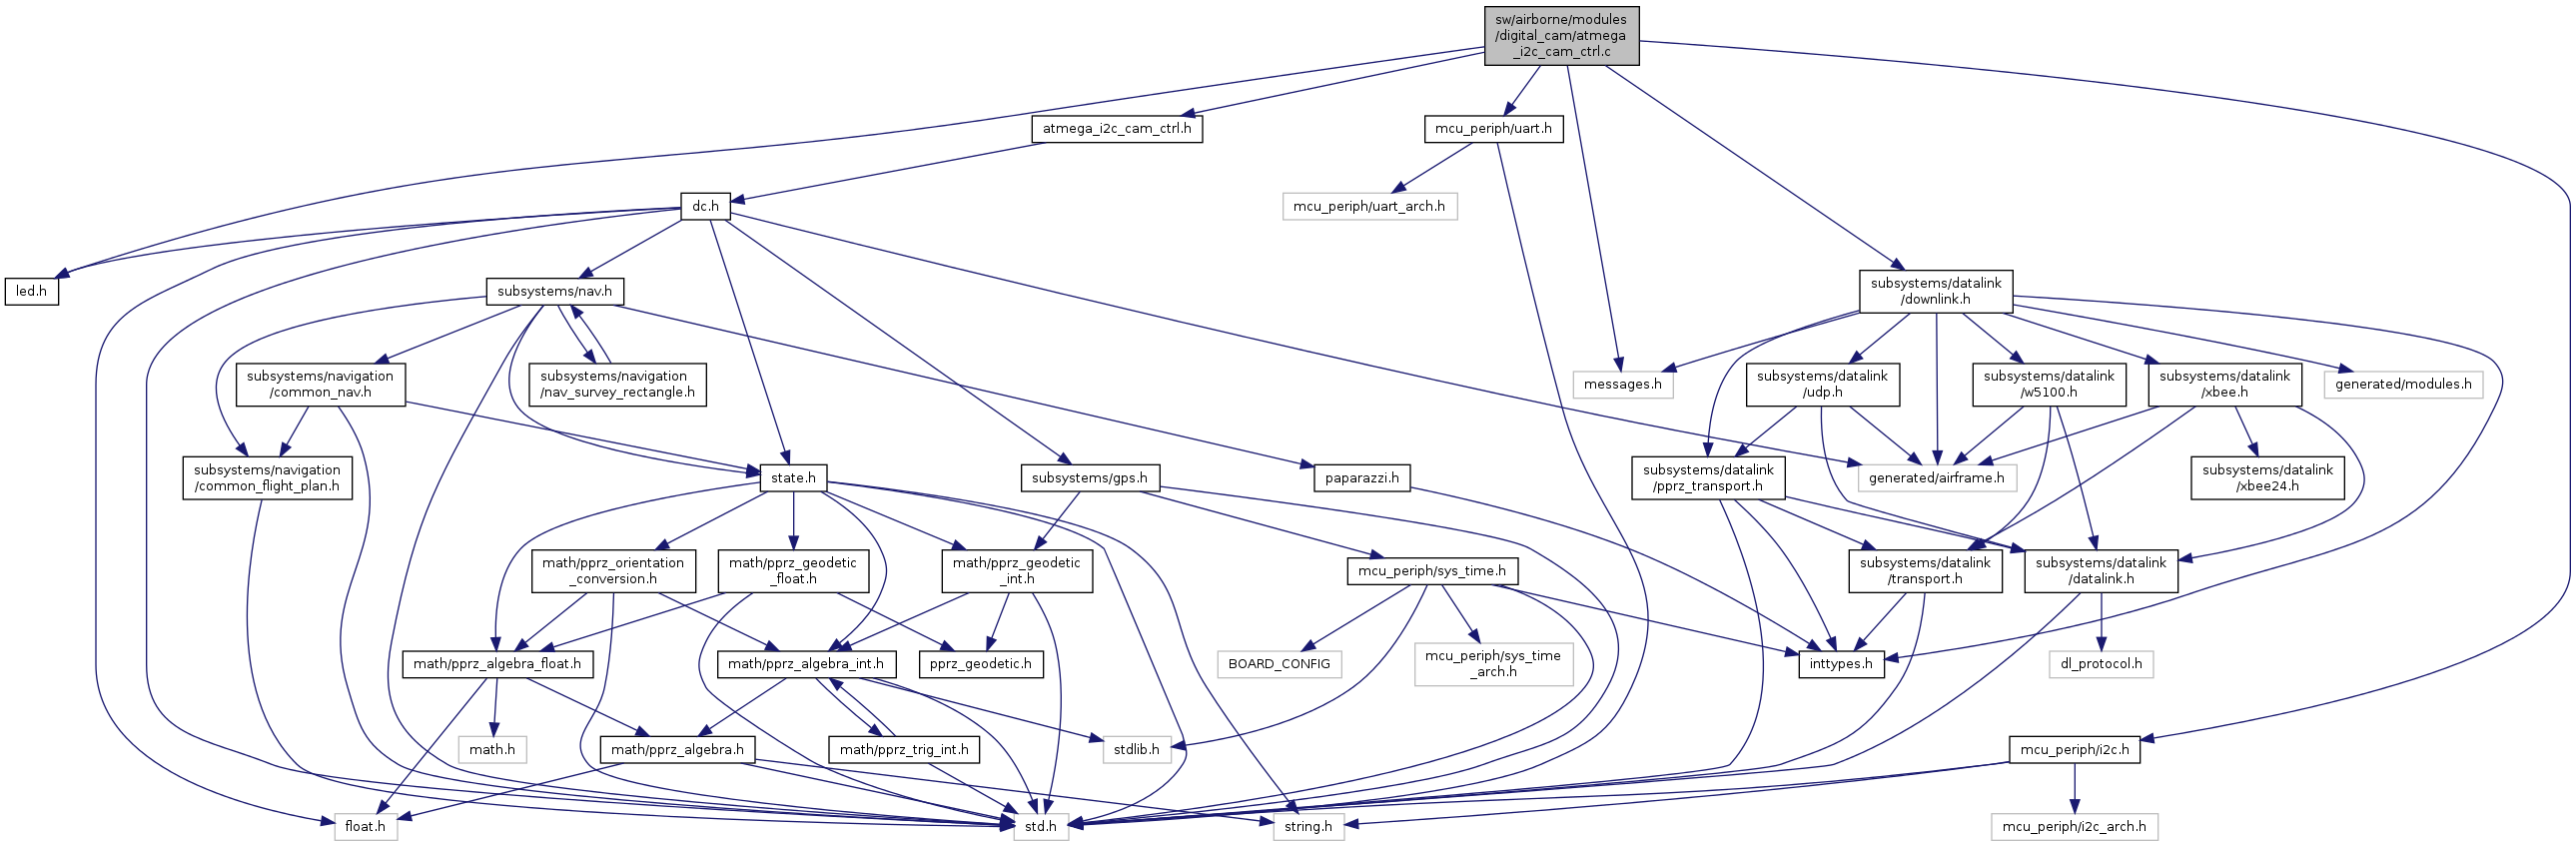 sw/airborne/modules
/digital_cam/atmega
_i2c_cam_ctrl.c
atmega_i2c_cam_ctrl.h
mcu_periph/uart.h
dc.h
mcu_periph/uart_arch.h
led.h
subsystems/nav.h
subsystems/datalink
/downlink.h
subsystems/navigation
/common_nav.h
subsystems/navigation
/nav_survey_rectangle.h
messages.h
subsystems/datalink
/udp.h
subsystems/datalink
/w5100.h
subsystems/datalink
/xbee.h
generated/modules.h
subsystems/navigation
/common_flight_plan.h
state.h
subsystems/gps.h
paparazzi.h
subsystems/datalink
/pprz_transport.h
generated/airframe.h
subsystems/datalink
/xbee24.h
math/pprz_orientation
_conversion.h
math/pprz_geodetic
_float.h
math/pprz_geodetic
_int.h
mcu_periph/sys_time.h
subsystems/datalink
/transport.h
subsystems/datalink
/datalink.h
math/pprz_algebra_float.h
math/pprz_algebra_int.h
pprz_geodetic.h
BOARD_CONFIG
mcu_periph/sys_time
_arch.h
inttypes.h
dl_protocol.h
math.h
math/pprz_algebra.h
math/pprz_trig_int.h
stdlib.h
mcu_periph/i2c.h
float.h
std.h
string.h
mcu_periph/i2c_arch.h